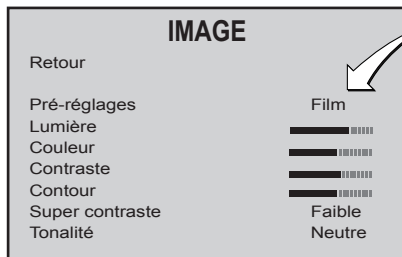 IMAGE
Retour
Pré-réglages Film
Lumière
Couleur
Contraste
Contour
Super contraste Faible
Tonalité Neutre